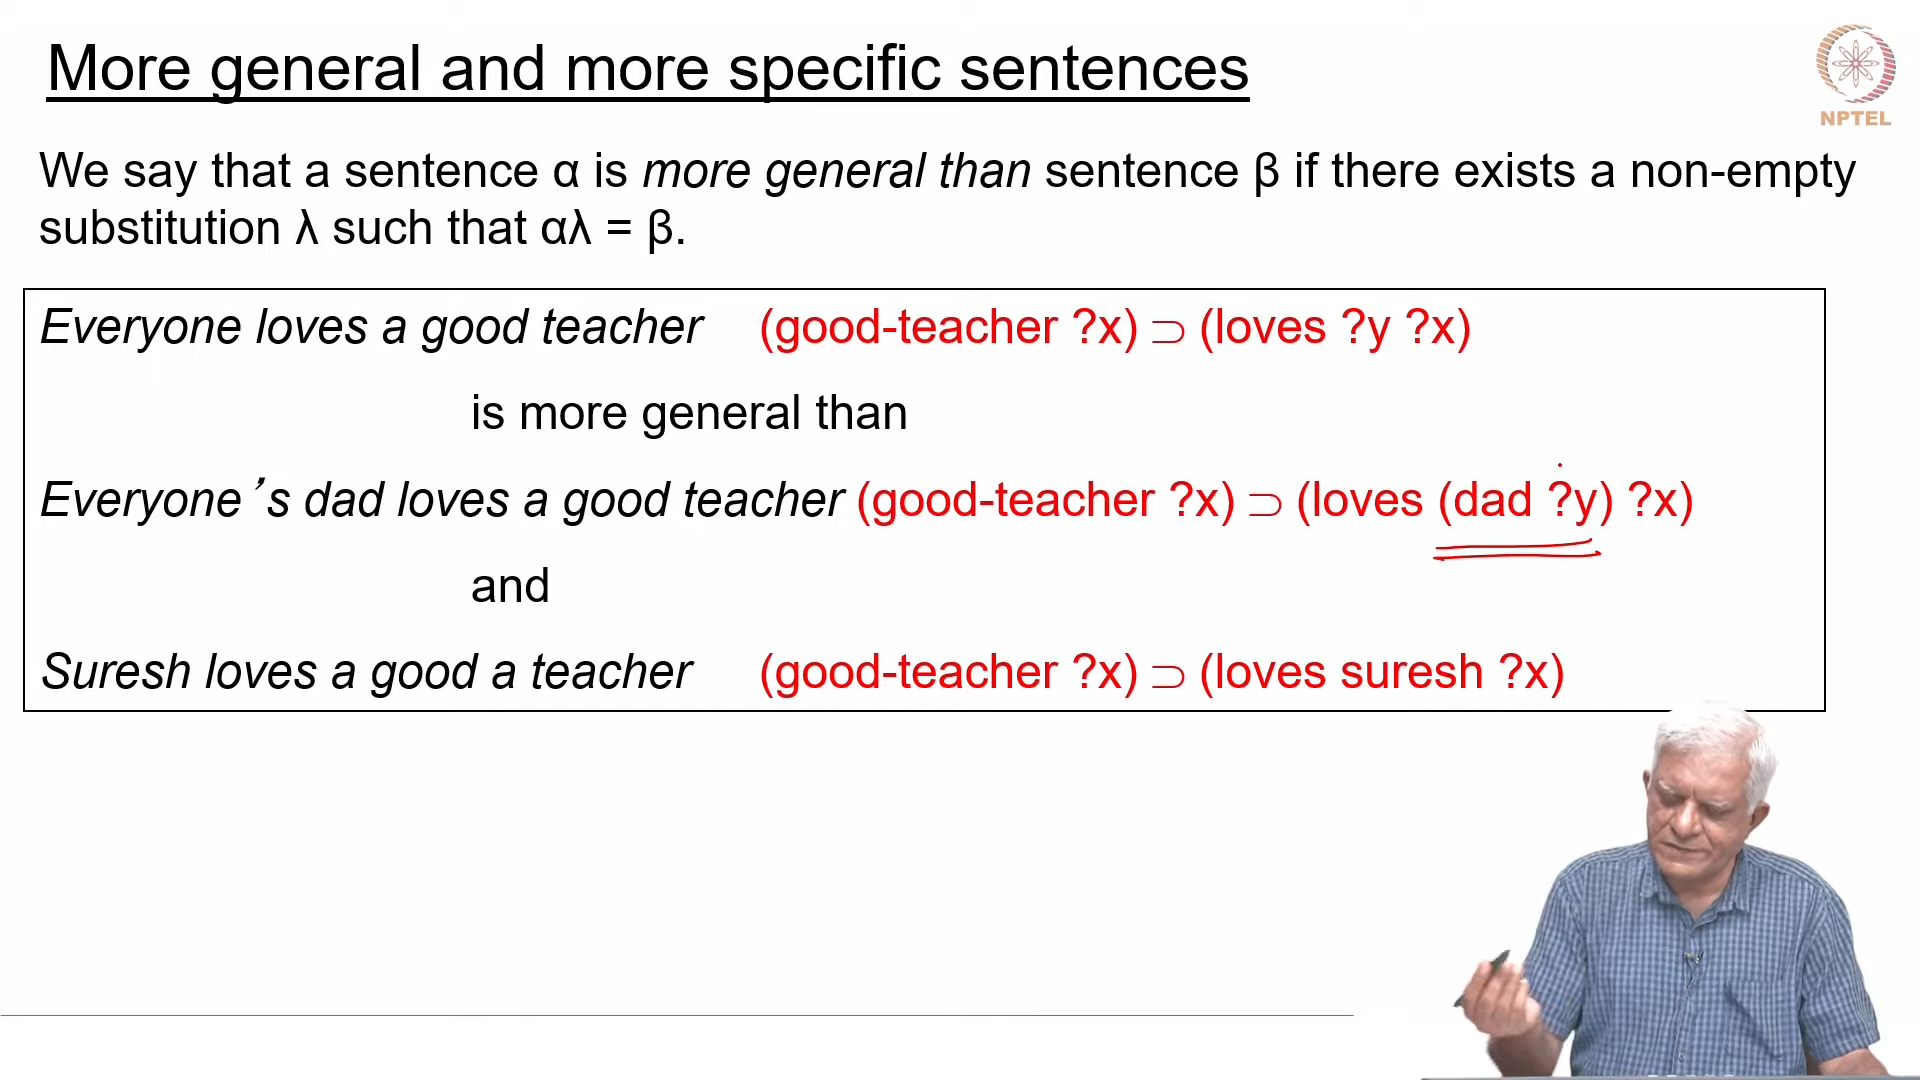 More general and more specific sentences
NPTEL
We say that a sentence α is more general than sentence β if there exists a non-empty
substitution λ such that αλ = β.
Everyone loves a good teacher (good-teacher ?x) ⊃ (loves ?y ?x)
is more general than
Everyone's dad loves a good teacher (good-teacher ?x) ⊃ (loves (dad ?y) ?x)
and
Suresh loves a good a teacher (good-teacher ?x) ⊃ (loves suresh ?x)